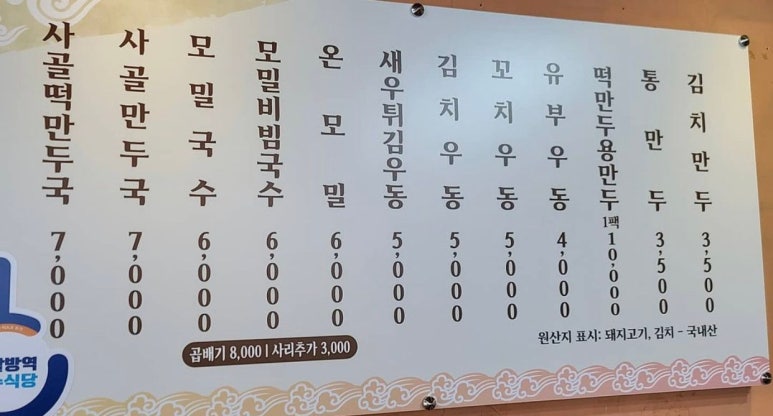 사골떡만두국 7,000
사골만두국 7,000
모밀국수 6,000
모밀비빔국수 6,000
온모밀 6,000
새우튀김우동 5,000
김치우동 5,000
꼬치우동 5,000
유부우동 4,000
떡만두용만두 1팩 10,000
통만두 3,500
김치만두 3,500
곱배기 8,000 | 사리추가 3,000
원산지 표시: 돼지고기, 김치 - 국내산
방역
식당